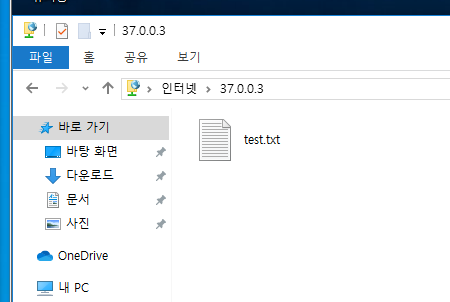 37.0.0.3
파일 홈 공유 보기
인터넷 37.0.0.3
바로 가기
바탕 화면
다운로드
문서
사진
OneDrive
내 PC
test.txt